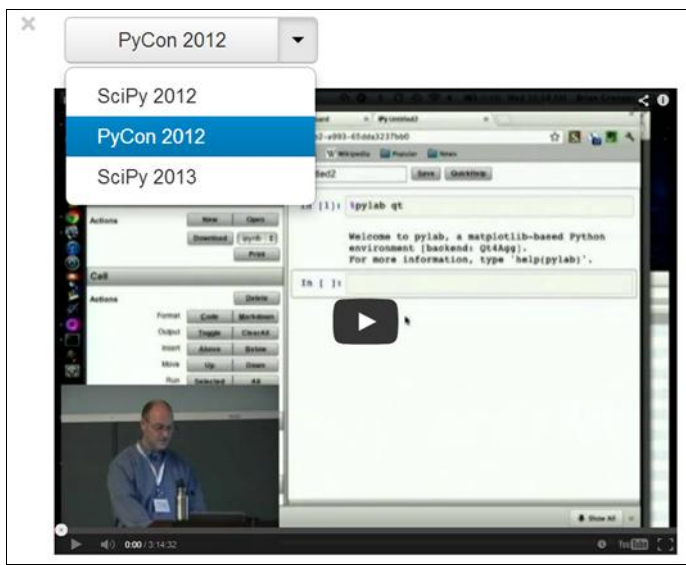 PyCon 2012
SciPy 2012
PyCon 2012
SciPy 2013
Wikipedia Popular News
Save QuickHelp
In [1]: %pylab qt
Welcome to pylab, a matplotlib-based Python
environment [backend: Qt4Agg].
For more information, type 'help(pylab)'.
In [ ]:
Actions New Open
Download
Print
Cell
Actions Delete
Format Code Markdown
Output Toggle ClearAll
Insert Above Below
Move Up Down
Run Selected All
Show All
0:00 / 3:14:32
YouTube